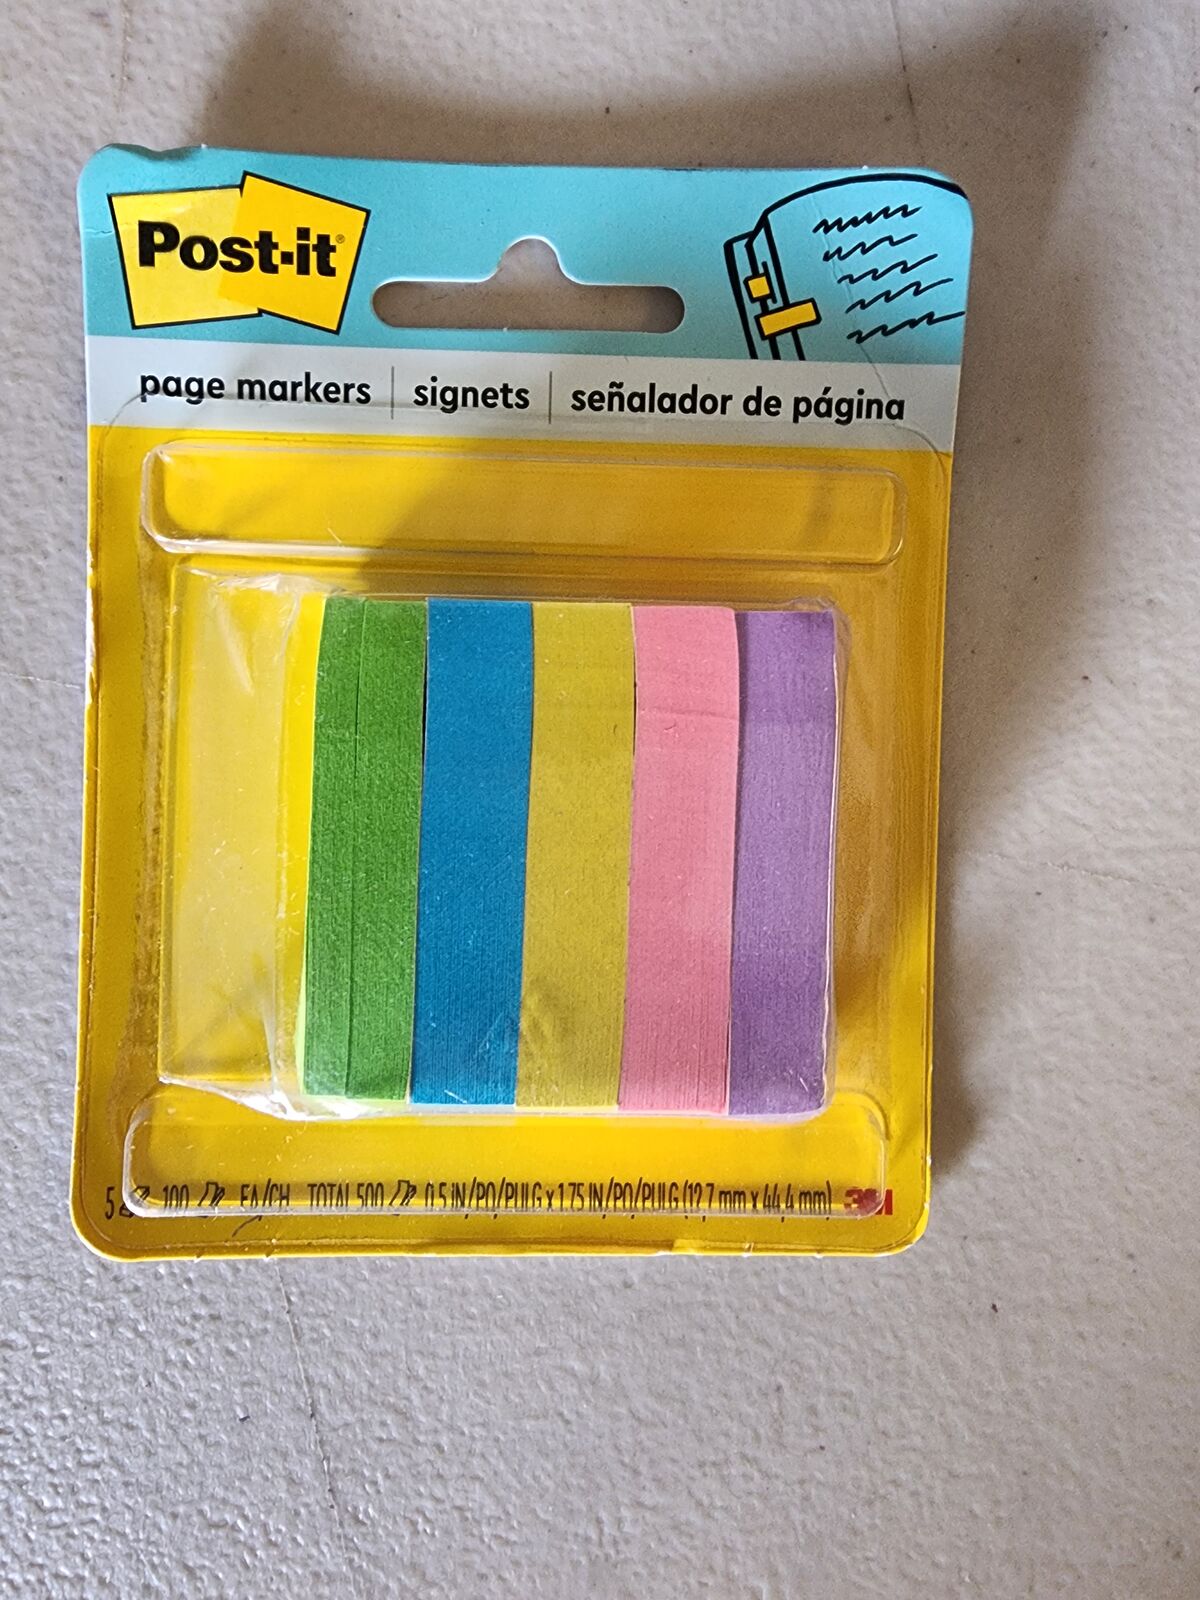 Post-it®
page markers | signets | señalador de página
5 100 EA/CH TOTAL 500 0.5 IN/PO/PULG x 1.75 IN/PO/PULG (12,7 mm x 44,4 mm) 3M